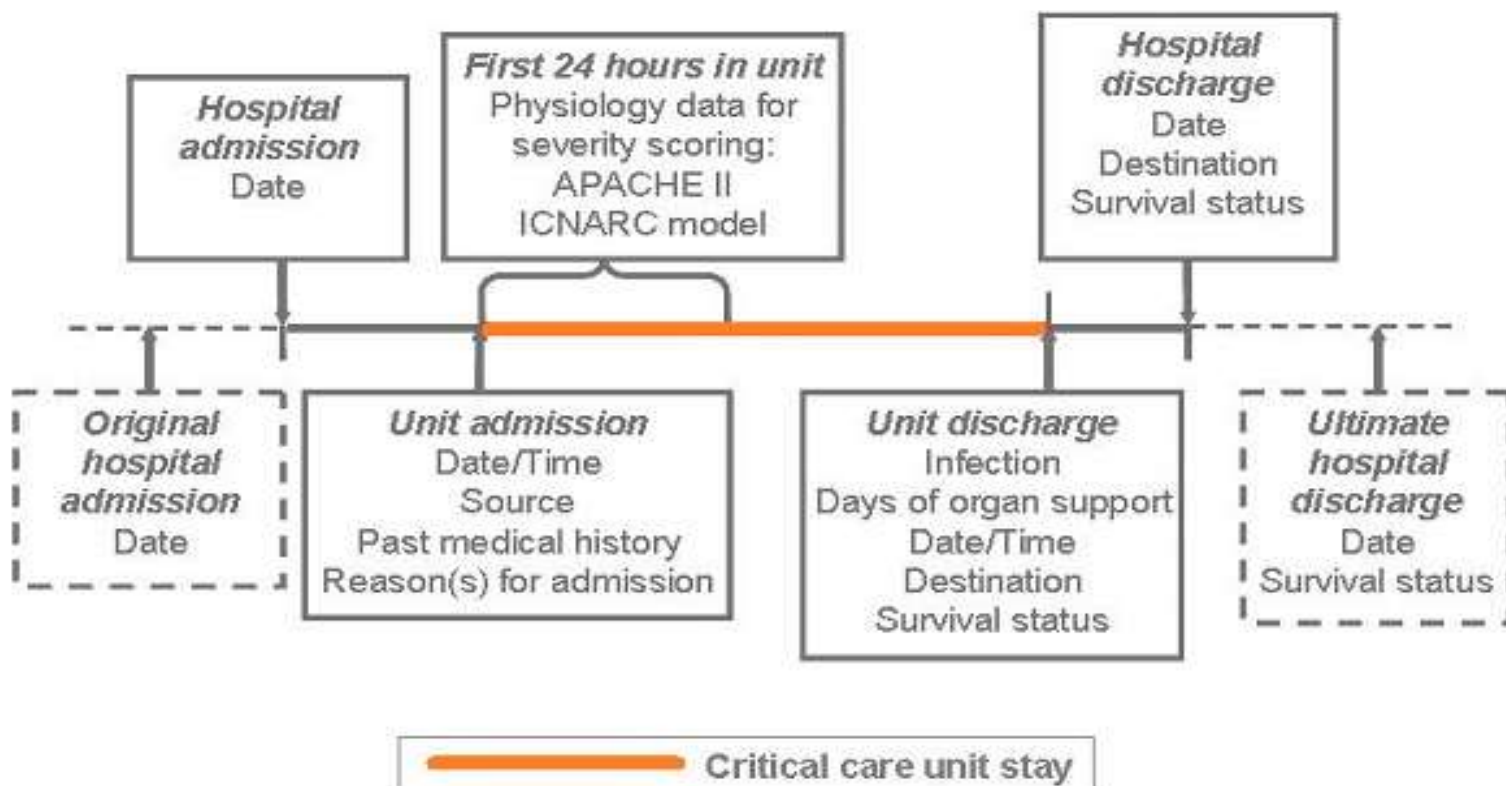 Hospital
admission
Date
First 24 hours in unit
Physiology data for
severity scoring:
APACHE II
ICNARC model
Hospital
discharge
Date
Destination
Survival status
Original
hospital
admission
Date
Unit admission
Date/Time
Source
Past medical history
Reason(s) for admission
Unit discharge
Infection
Days of organ support
Date/Time
Destination
Survival status
Ultimate
hospital
discharge
Date
Survival status
Critical care unit stay